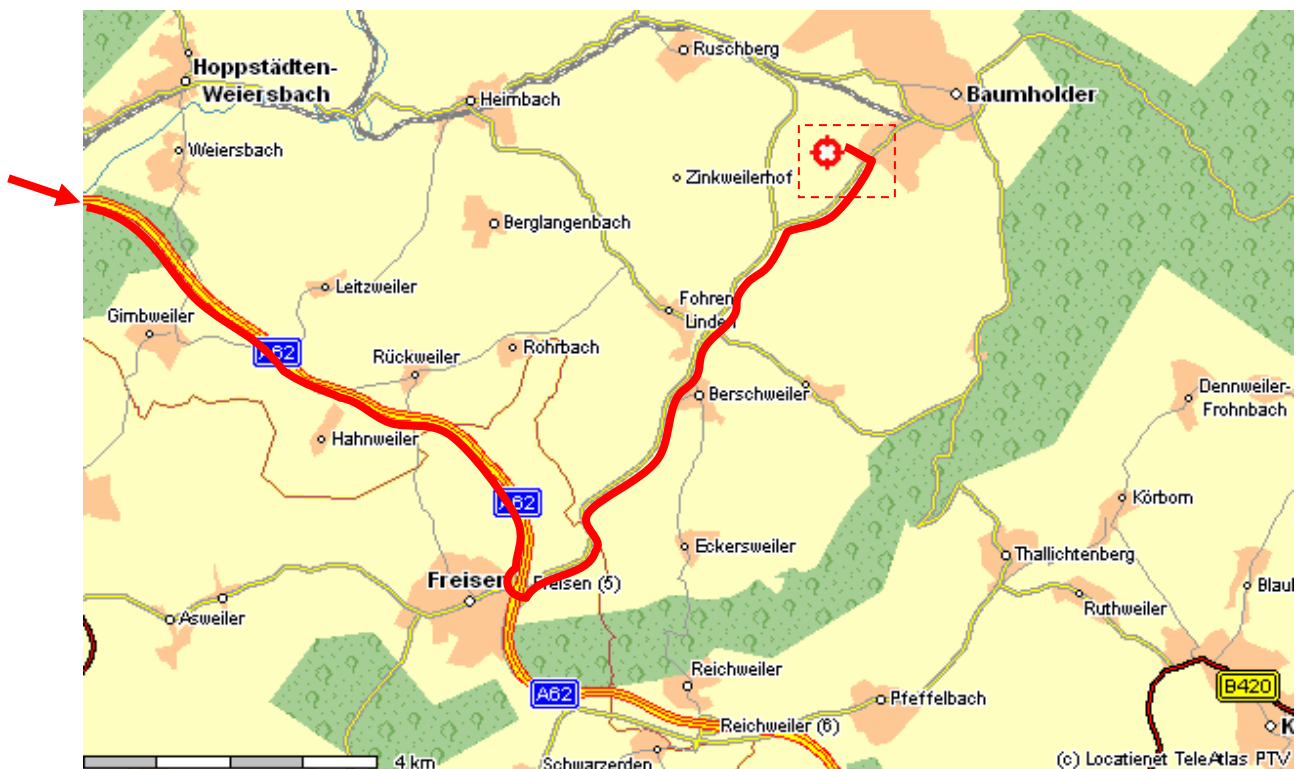 Ruschberg
Hoppstädten-
Weiersbach
Heimbach
Baumholder
Weiersbach
Zinkweilerhof
Berglangenbach
Leitzweiler
Gimbweiler
Fohren
Linden
A62
Rückweiler
Rohrbach
Berschweiler
Dennweiler-
Frohnbach
Hahnweiler
A62
Körborn
Eckersweiler
Thallichtenberg
Freisen
Freisen (5)
Blau
Ruthweiler
Asweiler
Reichweiler
A62
B420
Pfeffelbach
Reichweiler (6)
K
4 km
Schwarzerden
(c) Locatienet TeleAtlas PTV